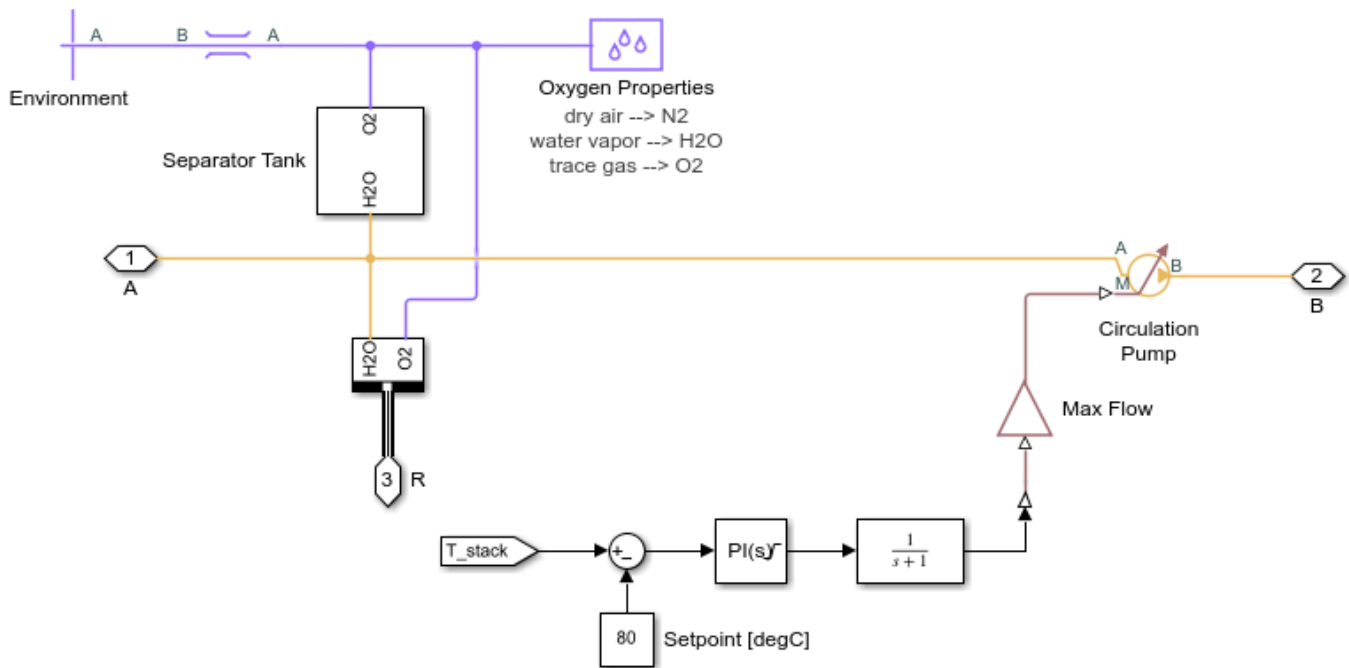 A
B
A
Environment
Oxygen Properties
dry air --> N2
water vapor --> H2O
trace gas --> O2
O2
Separator Tank
H2O
1
A
A
M
B
2
B
Circulation
Pump
H2O
O2
3
R
Max Flow
T_stack
+
-
PI(s)
1
s + 1
80
Setpoint [degC]